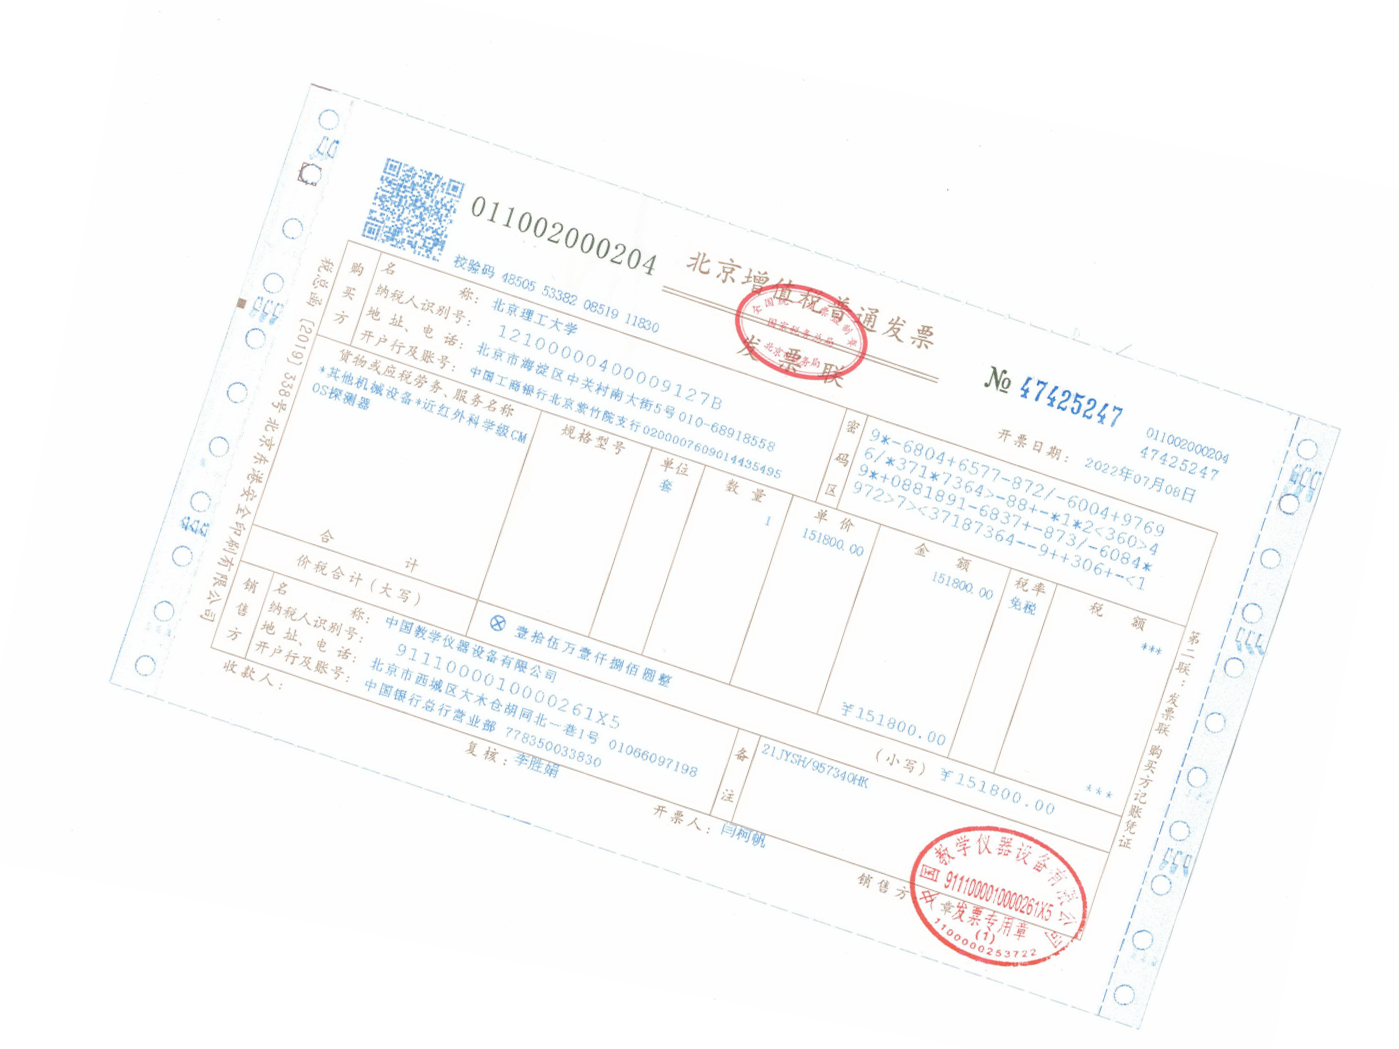 011002000204
北京增值税普通发票
发票联
全国统一发票监制章
国家税务总局
北京税务局
№ 47425247
011002000204
47425247
校验码 48505 53382 08519 11830
开票日期： 2022年07月08日
税总函〔2019〕338号北京东港安全印刷有限公司
购买方
名称：北京理工大学
纳税人识别号：12100000400009127B
地址、电话：北京市海淀区中关村南大街5号 010-68918558
开户行及账号：中国工商银行北京紫竹院支行0200007609014435495
密码区
9*-6804+6577-872/-6004+9769
6/*371*7364>-88+-*1*2<360>4
9*+0881891-6837+-873/-6084*
972>7><37187364--9++306+-<1
货物或应税劳务、服务名称 规格型号 单位 数量 单价 金额 税率 税额
*其他机械设备*近红外科学级CM 套 1 151800.00 151800.00 免税 ***
OS探测器
合计 ¥151800.00 ***
价税合计（大写） ⊗ 壹拾伍万壹仟捌佰圆整 （小写） ¥151800.00
销售方
名称：中国教学仪器设备有限公司
纳税人识别号：9111000010000261X5
地址、电话：北京市西城区大木仓胡同北一巷1号 01066097198
开户行及账号：中国银行总行营业部 778350033830
备注
21JYSH/957340HK
收款人： 复核：李胜娟 开票人：闫柯帆 销售方：（章）
中国教学仪器设备有限公司
9111000010000261X5
发票专用章
(1)
1100000253722
第二联：发票联 购买方记账凭证